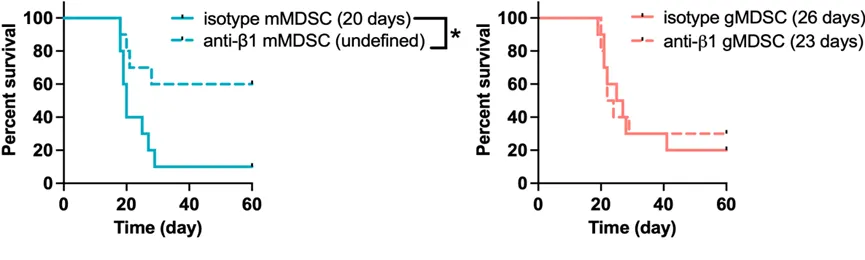 isotype mMDSC (20 days)
anti-β1 mMDSC (undefined)
*
Percent survival
100
80
60
40
20
0
0 20 40 60
Time (day)
isotype gMDSC (26 days)
anti-β1 gMDSC (23 days)
Percent survival
100
80
60
40
20
0
0 20 40 60
Time (day)